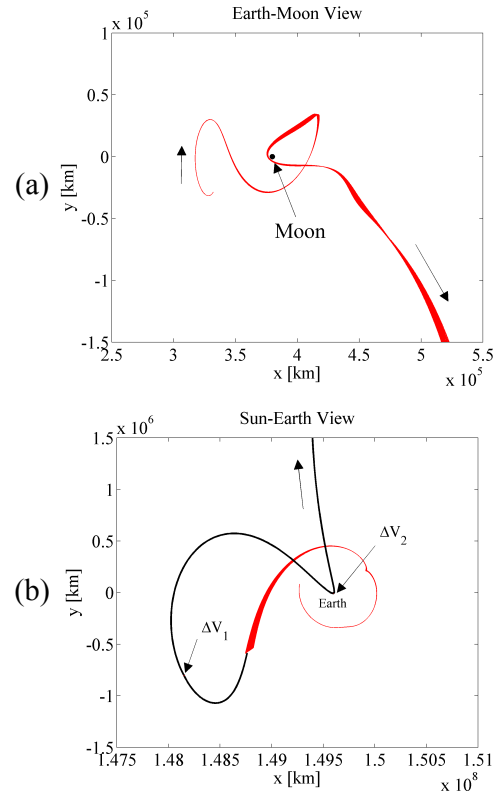 Earth-Moon View
x 10^5
1
0.5
0
-0.5
-1
-1.5
y [km]
(a)
Moon
2.5 3 3.5 4 4.5 5 5.5
x [km]
x 10^5
Sun-Earth View
x 10^6
1.5
1
0.5
0
-0.5
-1
-1.5
y [km]
(b)
ΔV_2
Earth
ΔV_1
1.475 1.48 1.485 1.49 1.495 1.5 1.505 1.51
x [km]
x 10^8